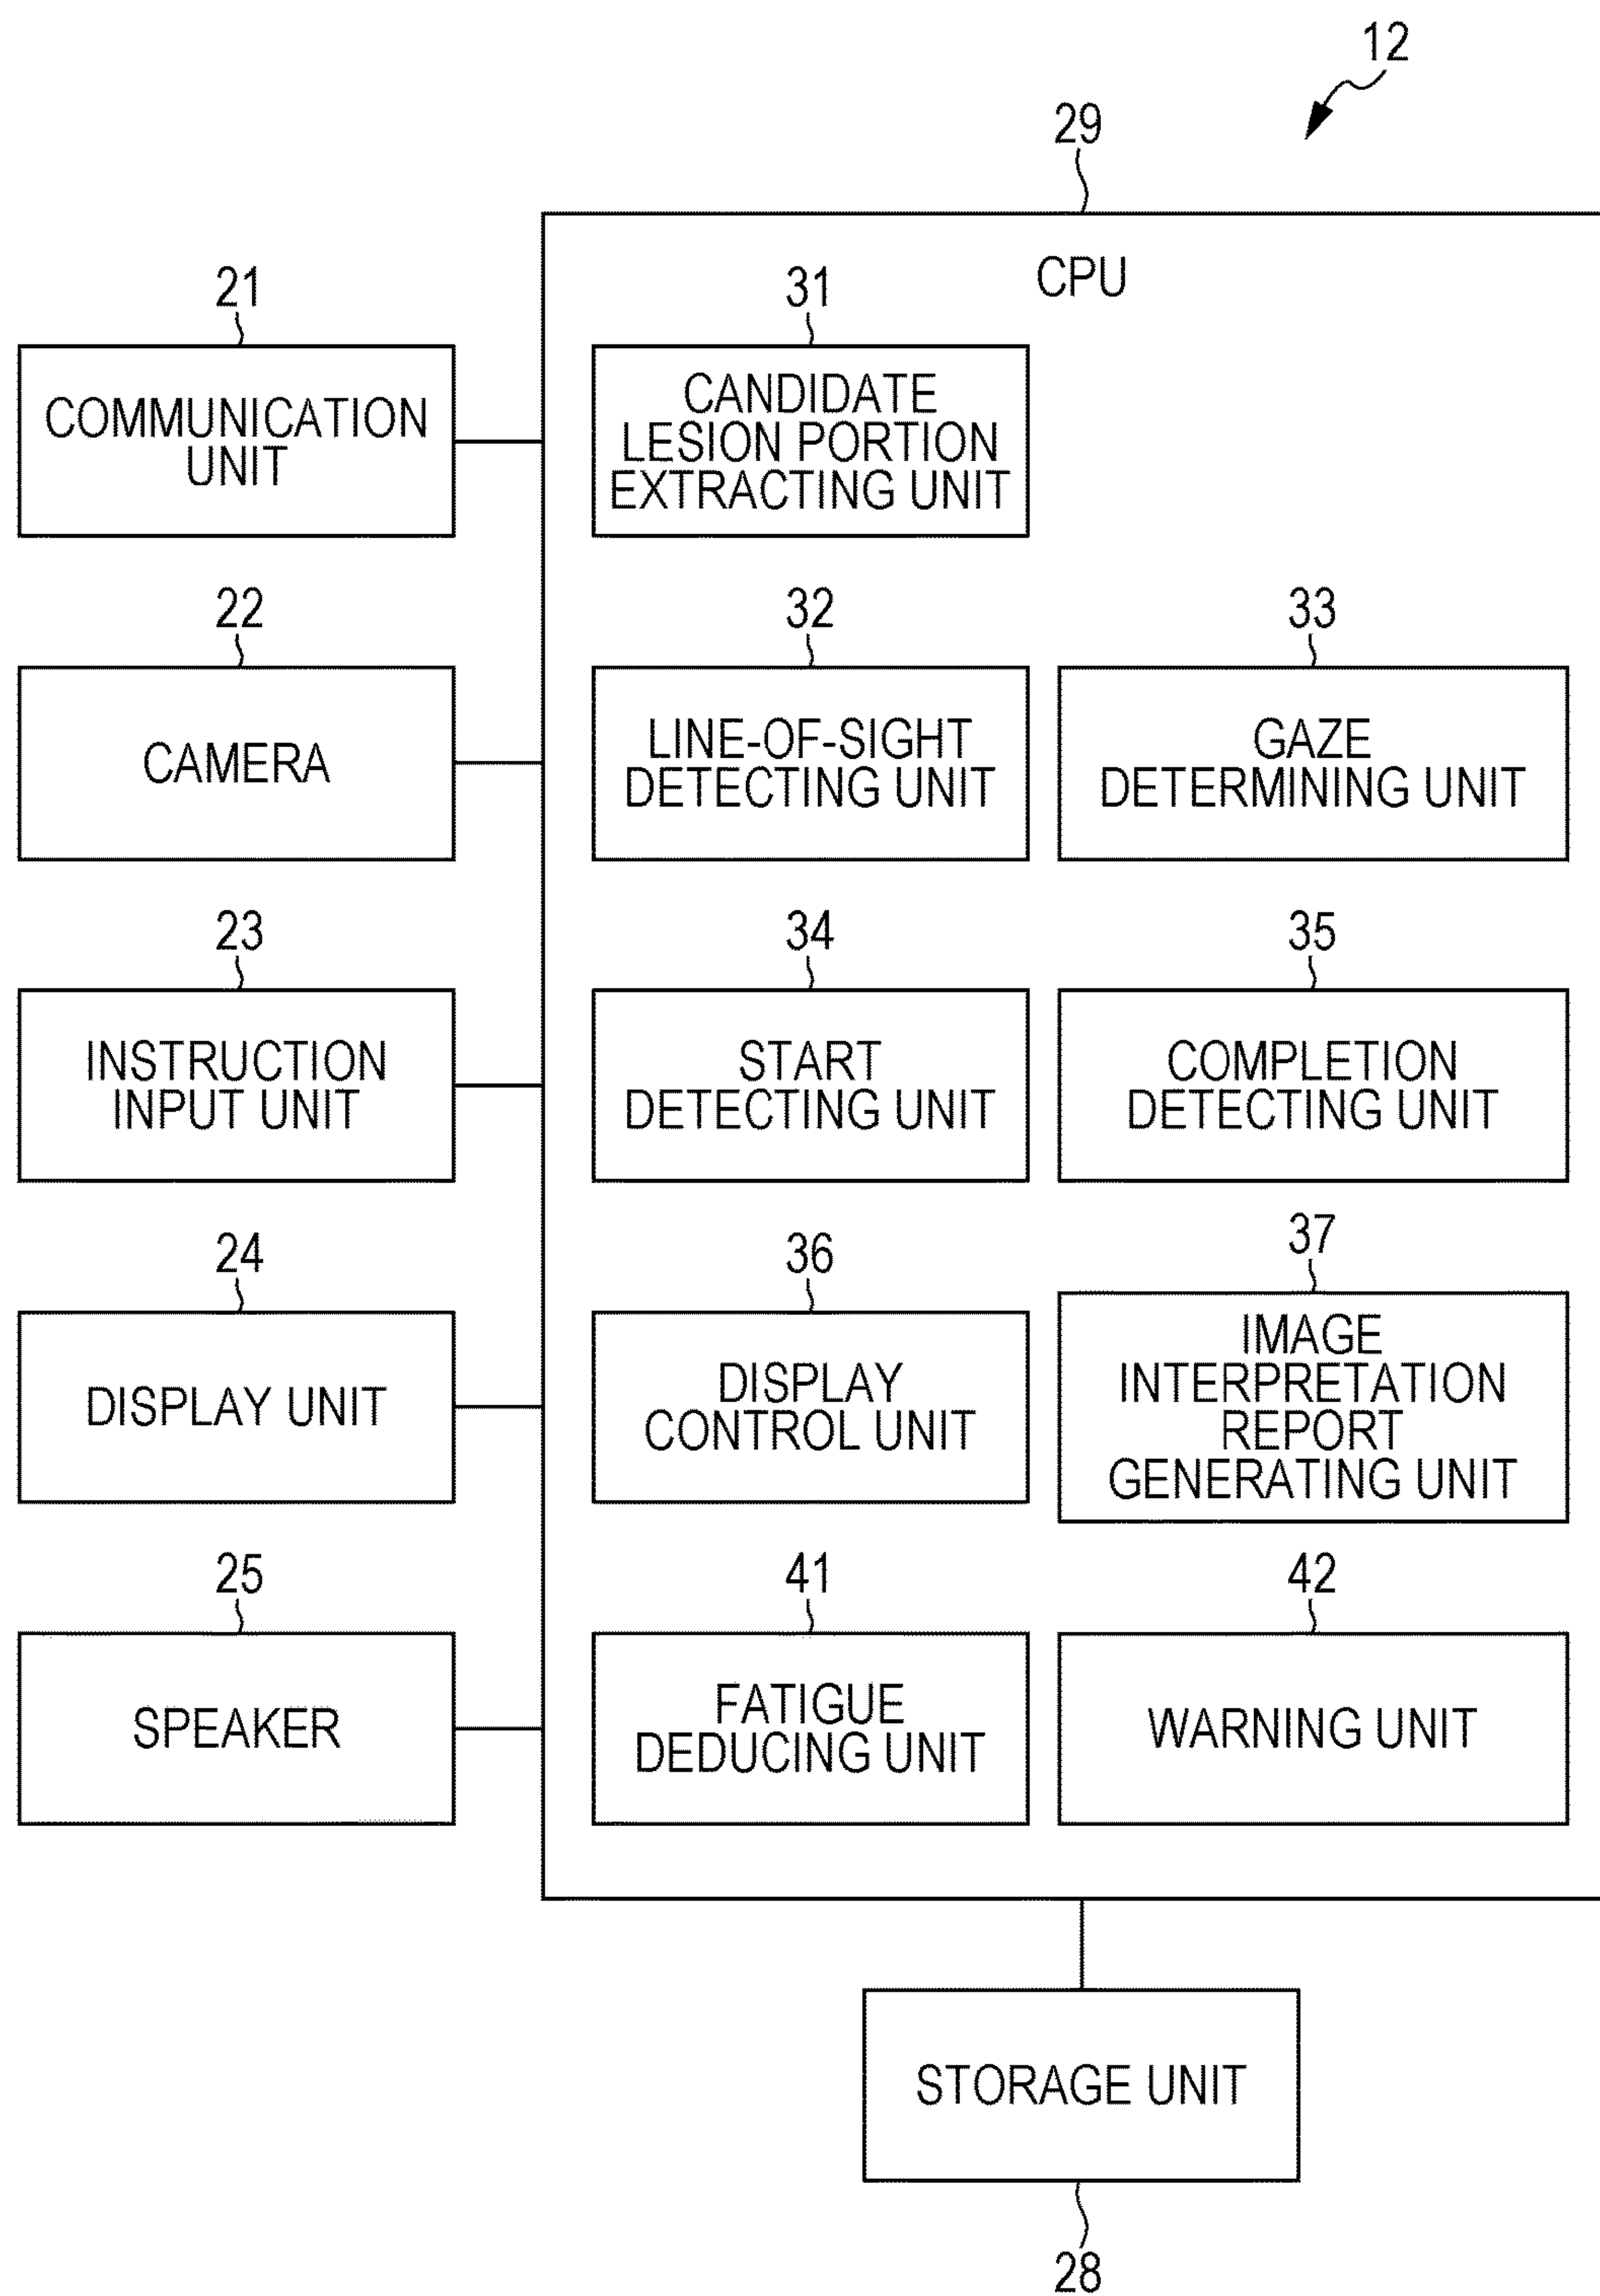 12
29
CPU
21
COMMUNICATION
UNIT
31
CANDIDATE
LESION PORTION
EXTRACTING UNIT
22
CAMERA
32
LINE-OF-SIGHT
DETECTING UNIT
33
GAZE
DETERMINING UNIT
23
INSTRUCTION
INPUT UNIT
34
START
DETECTING UNIT
35
COMPLETION
DETECTING UNIT
24
DISPLAY UNIT
36
DISPLAY
CONTROL UNIT
37
IMAGE
INTERPRETATION
REPORT
GENERATING UNIT
25
SPEAKER
41
FATIGUE
DEDUCING UNIT
42
WARNING UNIT
STORAGE UNIT
28